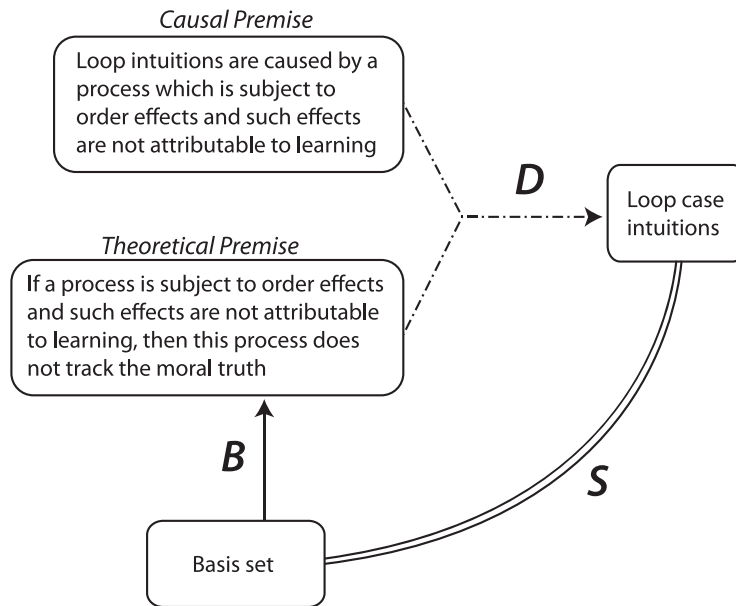 Causal Premise
Loop intuitions are caused by a
process which is subject to
order effects and such effects
are not attributable to learning
D
Loop case
intuitions
Theoretical Premise
If a process is subject to order effects
and such effects are not attributable
to learning, then this process does
not track the moral truth
B
S
Basis set